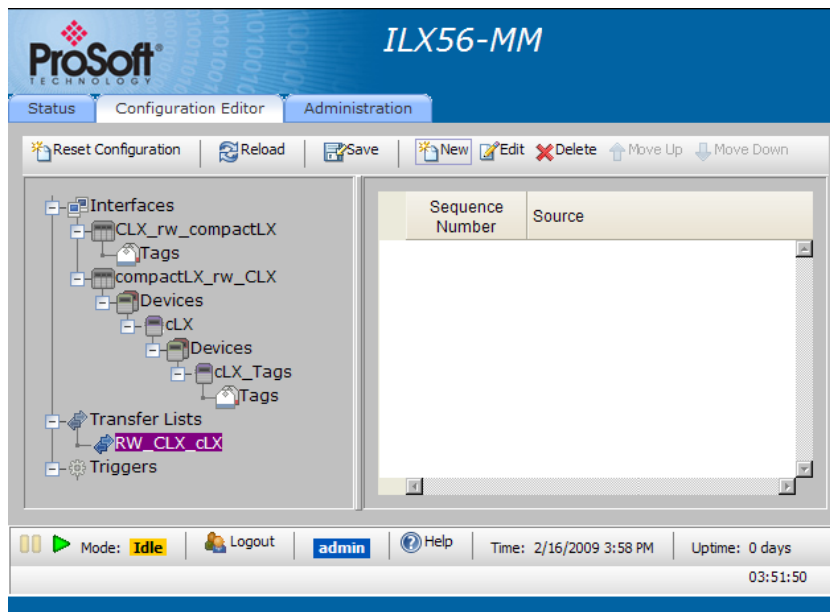 ProSoft®
TECHNOLOGY
ILX56-MM
Status Configuration Editor Administration
Reset Configuration Reload Save New Edit Delete Move Up Move Down
Interfaces
CLX_rw_compactLX
Tags
compactLX_rw_CLX
Devices
cLX
Devices
cLX_Tags
Tags
Transfer Lists
RW_CLX_cLX
Triggers
Sequence
Number
Source
Mode: Idle Logout admin Help Time: 2/16/2009 3:58 PM Uptime: 0 days
03:51:50